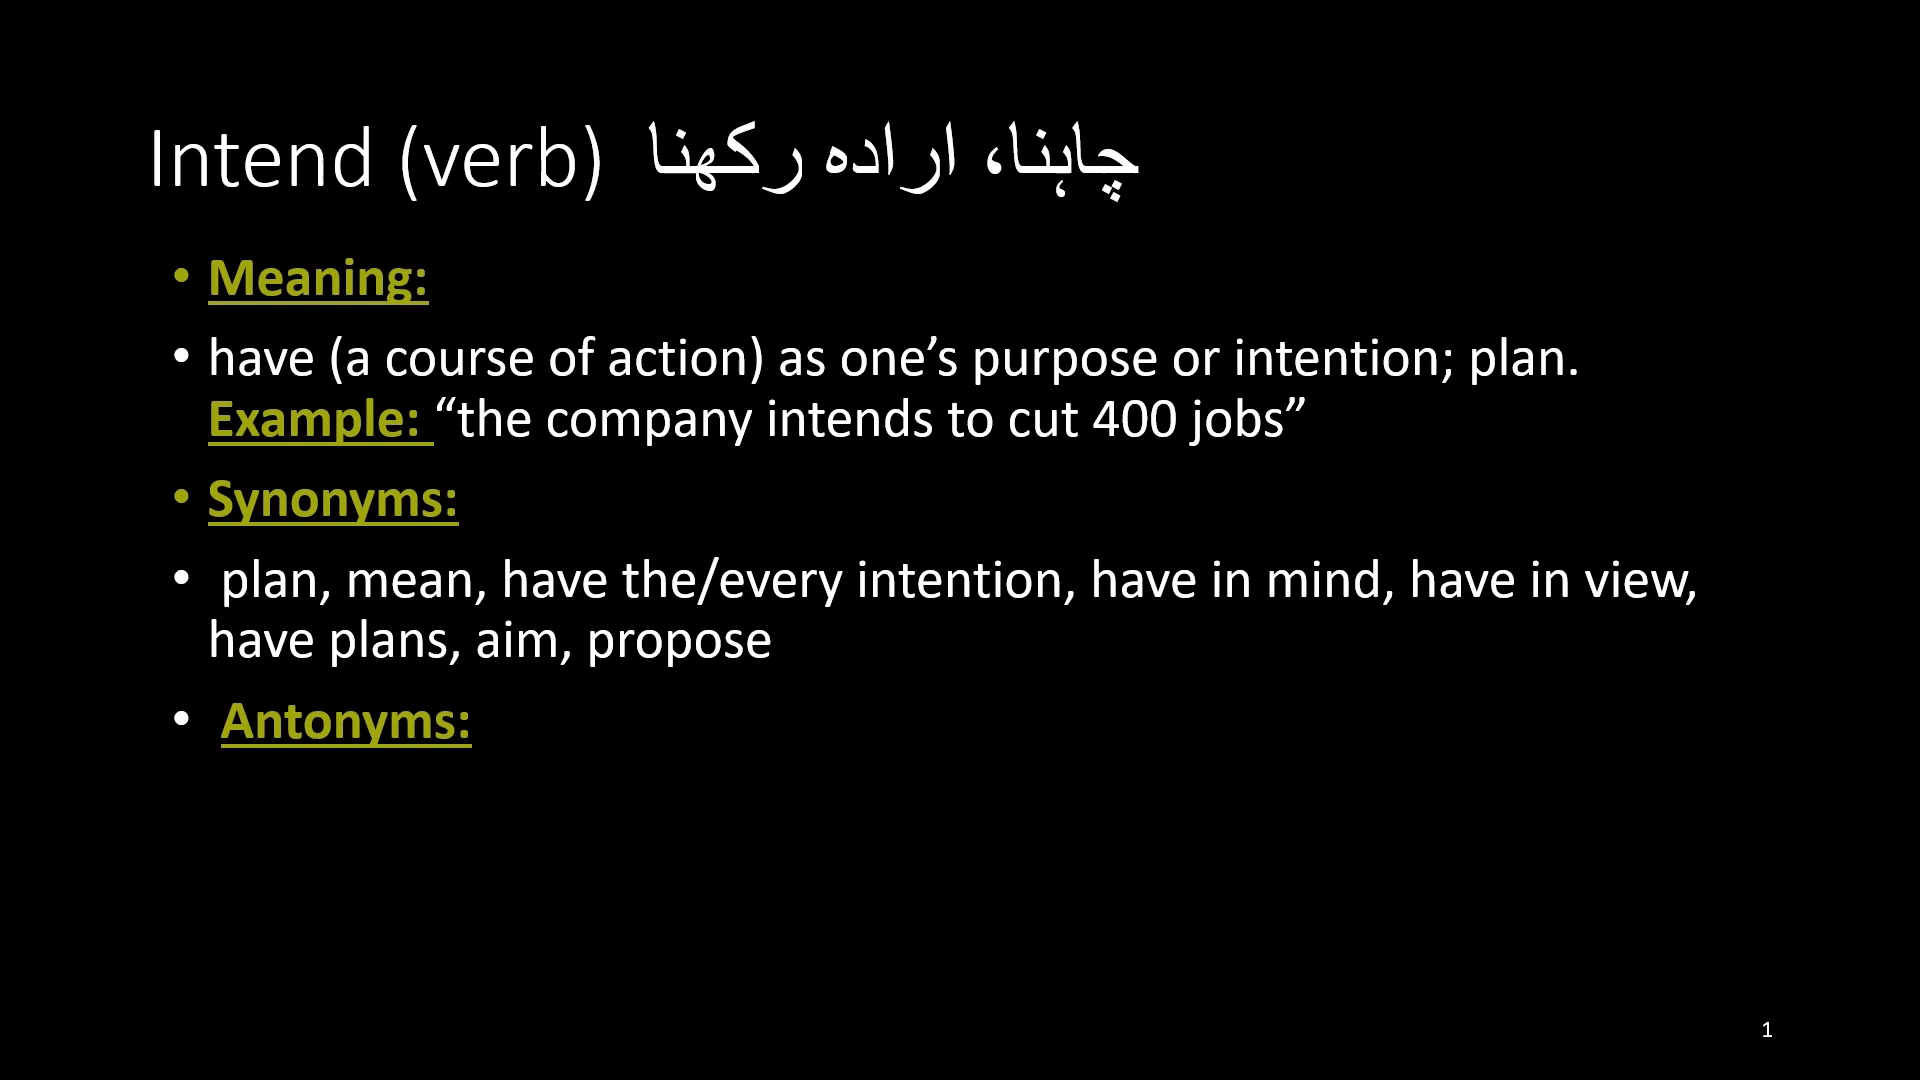 Intend (verb) چاہنا، ارادہ رکھنا
• Meaning:
• have (a course of action) as one’s purpose or intention; plan.
Example: “the company intends to cut 400 jobs”
• Synonyms:
• plan, mean, have the/every intention, have in mind, have in view,
have plans, aim, propose
• Antonyms:
1